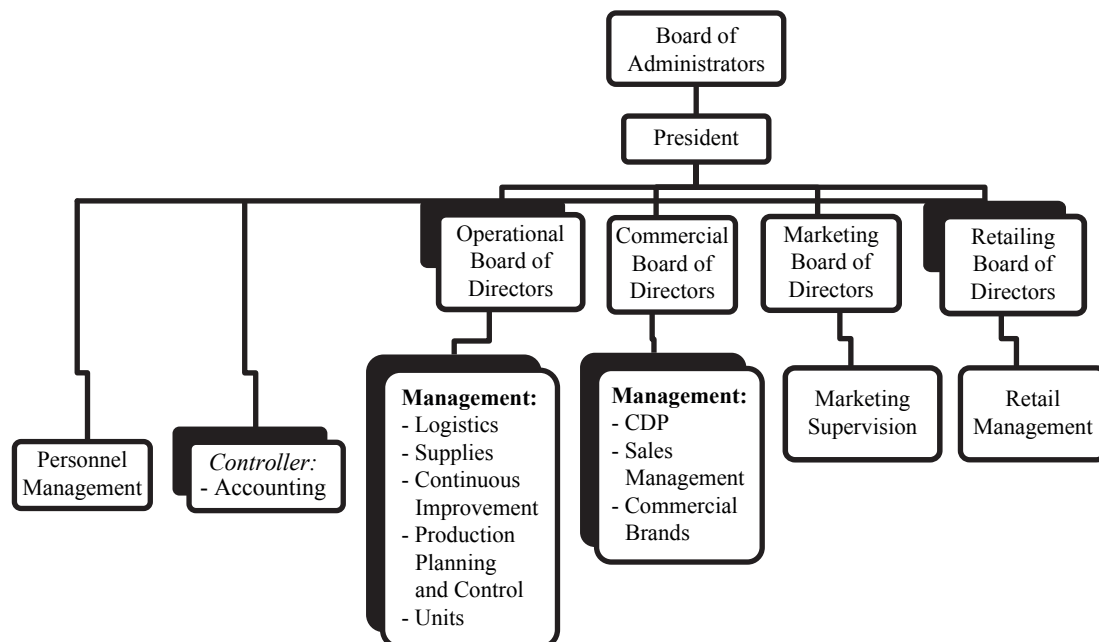 Board of
Administrators
President
Operational
Board of
Directors
Commercial
Board of
Directors
Marketing
Board of
Directors
Retailing
Board of
Directors
Personnel
Management
Controller:
- Accounting
Management:
- Logistics
- Supplies
- Continuous
Improvement
- Production
Planning
and Control
- Units
Management:
- CDP
- Sales
Management
- Commercial
Brands
Marketing
Supervision
Retail
Management